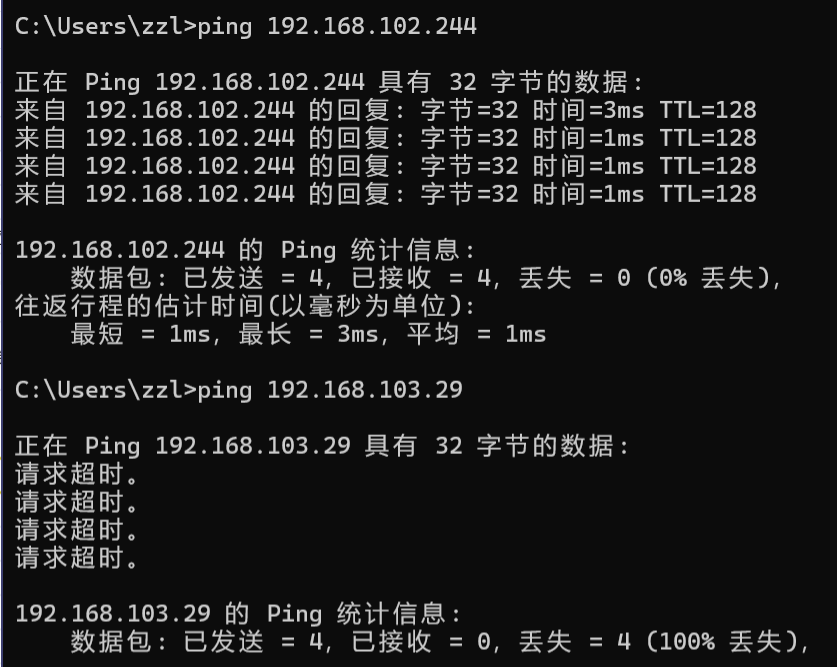 C:\Users\zzl>ping 192.168.102.244
正在 Ping 192.168.102.244 具有 32 字节的数据:
来自 192.168.102.244 的回复: 字节=32 时间=3ms TTL=128
来自 192.168.102.244 的回复: 字节=32 时间=1ms TTL=128
来自 192.168.102.244 的回复: 字节=32 时间=1ms TTL=128
来自 192.168.102.244 的回复: 字节=32 时间=1ms TTL=128
192.168.102.244 的 Ping 统计信息:
数据包: 已发送 = 4, 已接收 = 4, 丢失 = 0 (0% 丢失),
往返行程的估计时间(以毫秒为单位):
最短 = 1ms, 最长 = 3ms, 平均 = 1ms
C:\Users\zzl>ping 192.168.103.29
正在 Ping 192.168.103.29 具有 32 字节的数据:
请求超时。
请求超时。
请求超时。
请求超时。
192.168.103.29 的 Ping 统计信息:
数据包: 已发送 = 4, 已接收 = 0, 丢失 = 4 (100% 丢失),